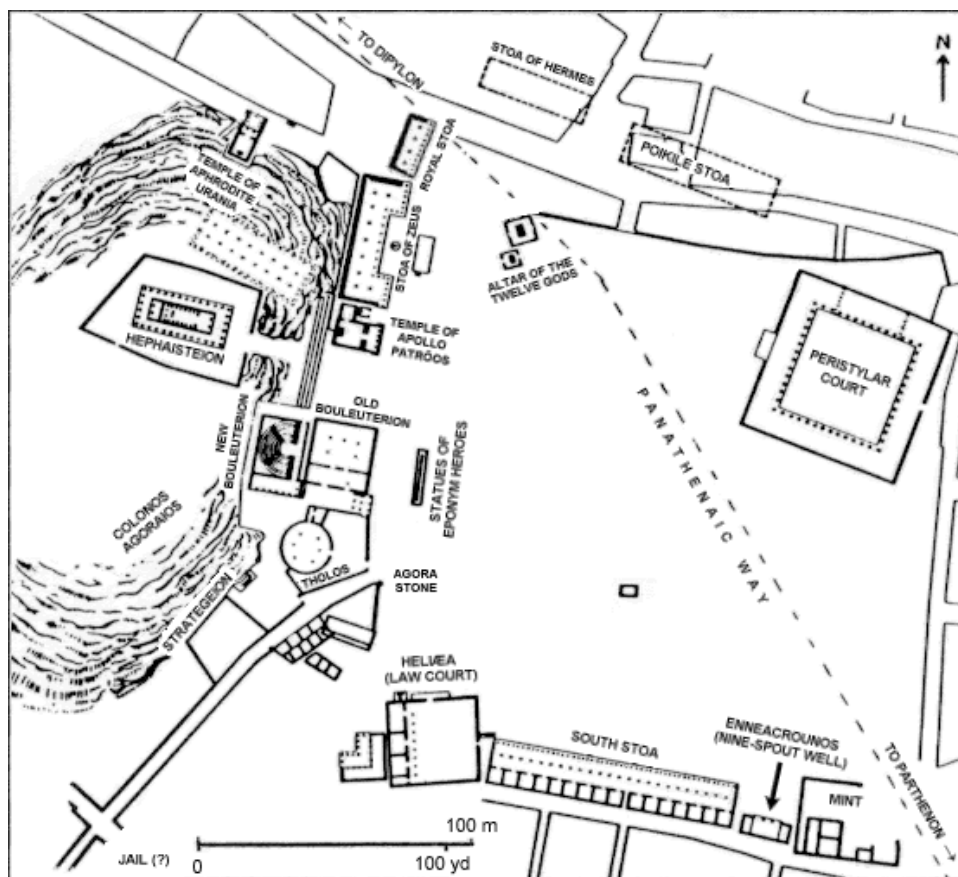 TO DIPYLON
STOA OF HERMES
N
POIKILE STOA
ROYAL STOA
TEMPLE OF
APHRODITE
URANIA
STOA OF ZEUS
ALTAR OF THE
TWELVE GODS
HEPHAISTEION
TEMPLE OF
APOLLO
PATRÓOS
PERISTYLAR
COURT
OLD
BOULEUTERION
NEW
BOULEUTERION
STATUES OF
EPONYM HEROES
PANATHENAIC WAY
COLONOS
AGORAIOS
THOLOS
AGORA
STONE
STRATEGEION
HELIÆA
(LAW COURT)
SOUTH STOA
ENNEACROUNOS
(NINE-SPOUT WELL)
MINT
TO PARTHENON
100 m
JAIL (?)
0
100 yd